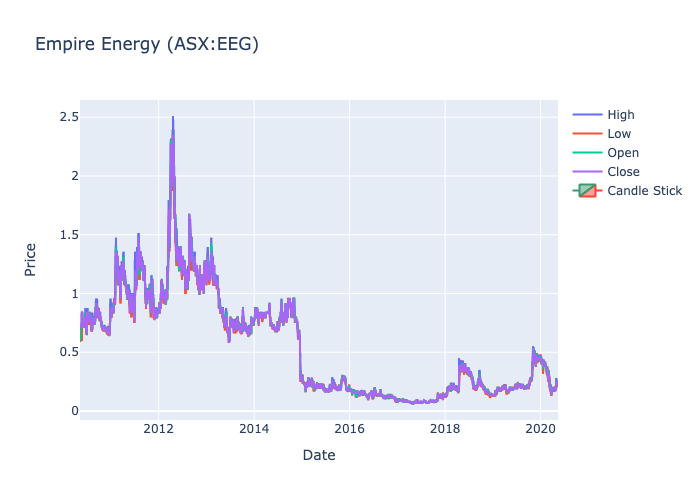 Empire Energy (ASX:EEG)
2.5
2
1.5
1
0.5
0
Price
2012
2014
2016
2018
2020
Date
High
Low
Open
Close
Candle Stick